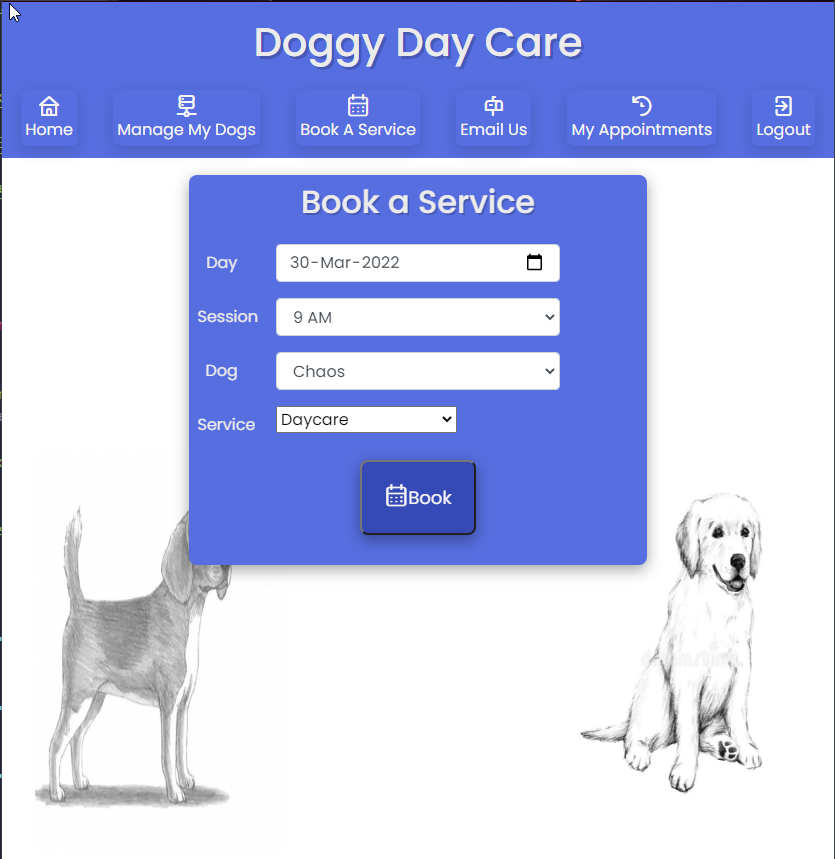 Doggy Day Care
Home Manage My Dogs Book A Service Email Us My Appointments Logout
Book a Service
Day 30-Mar-2022
Session 9 AM
Dog Chaos
Service Daycare
Book